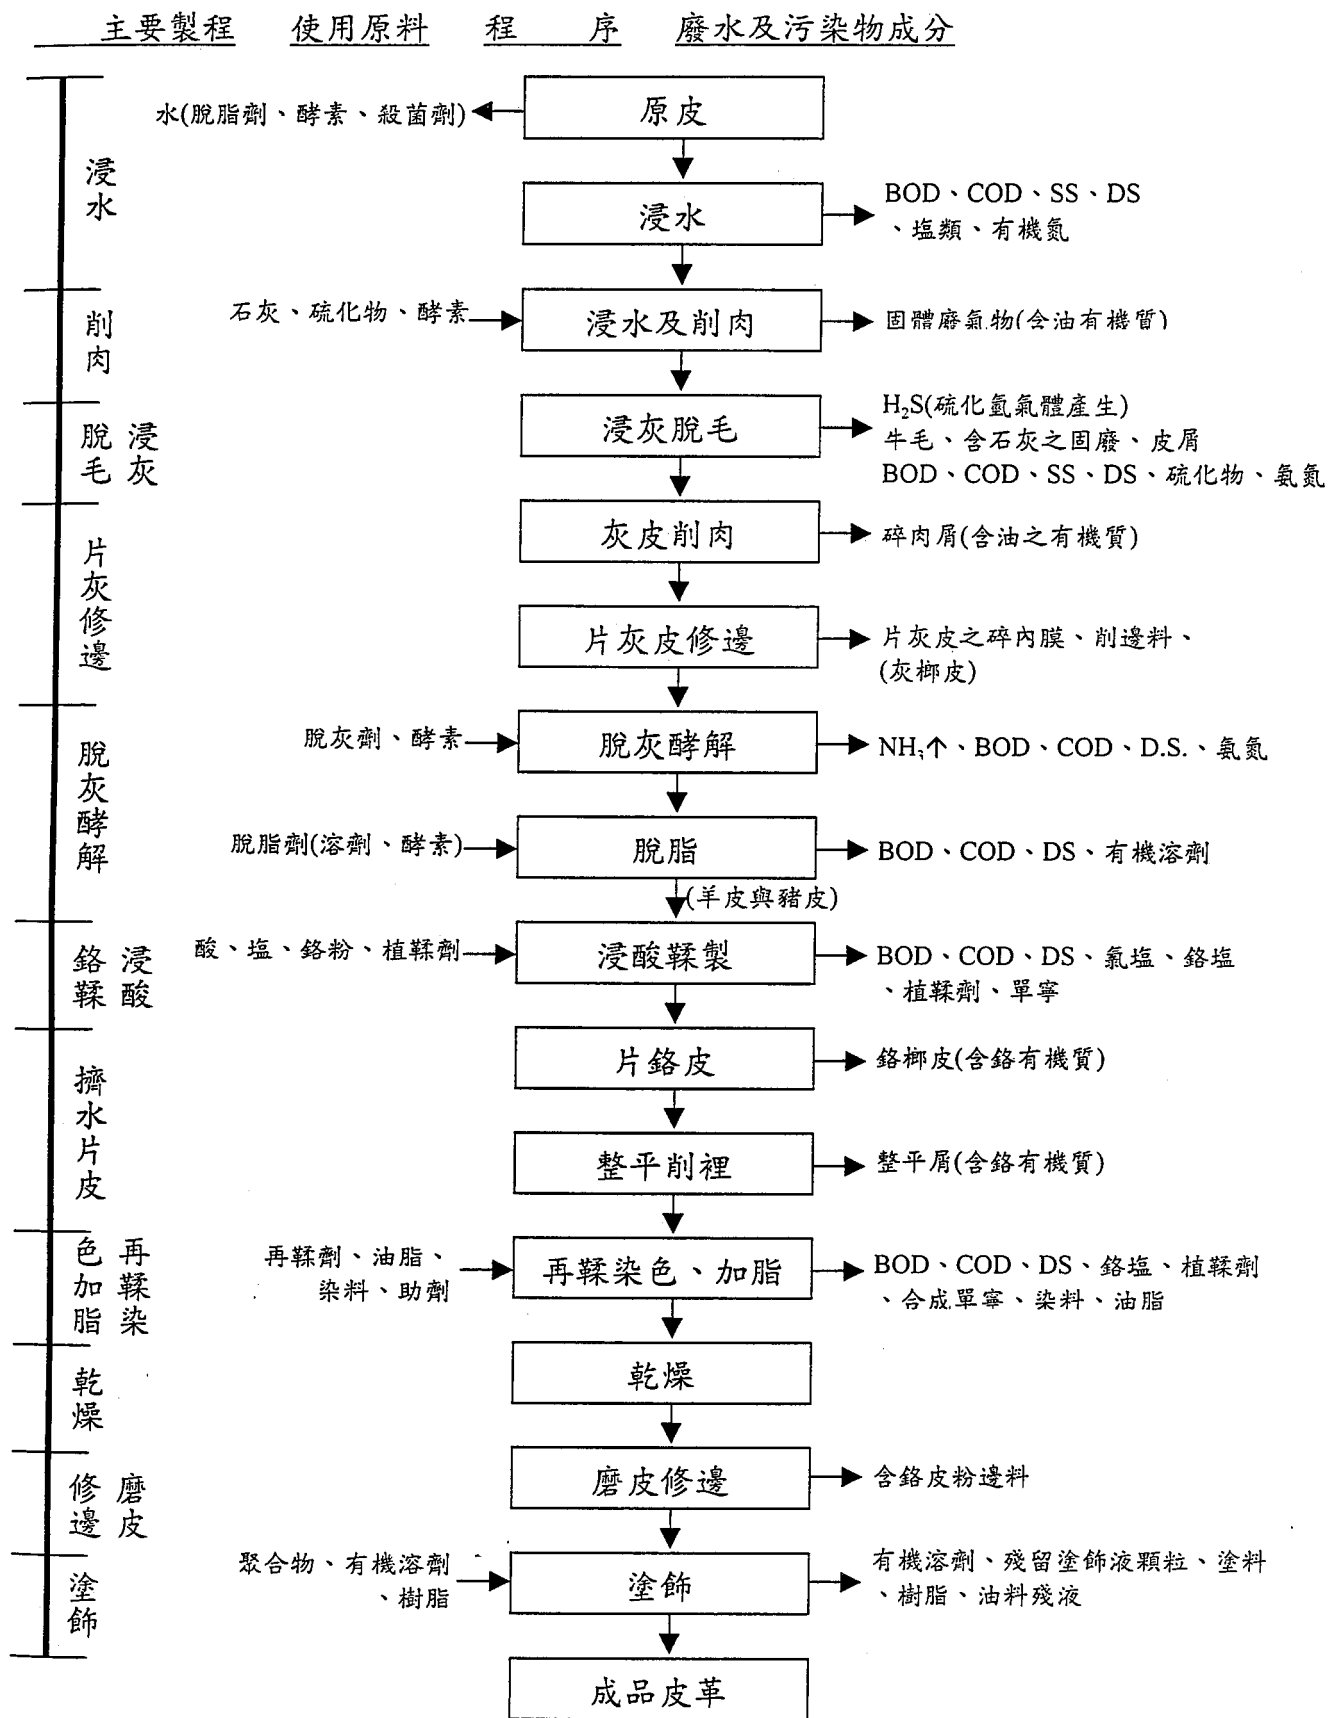 主要製程 使用原料 程 序 廢水及污染物成分
浸水
水(脫脂劑、酵素、殺菌劑)
原皮
浸水
BOD、COD、SS、DS
、塩類、有機氮
削肉
石灰、硫化物、酵素
浸水及削肉
固體廢氣物(含油有機質)
浸灰
脫毛
浸灰脫毛
H₂S(硫化氫氣體產生)
牛毛、含石灰之固廢、皮屑
BOD、COD、SS、DS、硫化物、氨氮
片灰修邊
灰皮削肉
碎肉屑(含油之有機質)
片灰皮修邊
片灰皮之碎內膜、削邊料、
(灰榔皮)
脫灰酵解
脫灰劑、酵素
脫灰酵解
NH₃↑、BOD、COD、D.S.、氨氮
脫脂劑(溶劑、酵素)
脫脂
BOD、COD、DS、有機溶劑
(羊皮與豬皮)
浸酸
鉻鞣
酸、塩、鉻粉、植鞣劑
浸酸鞣製
BOD、COD、DS、氯塩、鉻塩
、植鞣劑、單寧
擠水片皮
片鉻皮
鉻榔皮(含鉻有機質)
整平削裡
整平屑(含鉻有機質)
再鞣染
色加脂
再鞣劑、油脂、
染料、助劑
再鞣染色、加脂
BOD、COD、DS、鉻塩、植鞣劑
、合成單寧、染料、油脂
乾燥
乾燥
磨皮
修邊
磨皮修邊
含鉻皮粉邊料
塗飾
聚合物、有機溶劑
、樹脂
塗飾
有機溶劑、殘留塗飾液顆粒、塗料
、樹脂、油料殘液
成品皮革